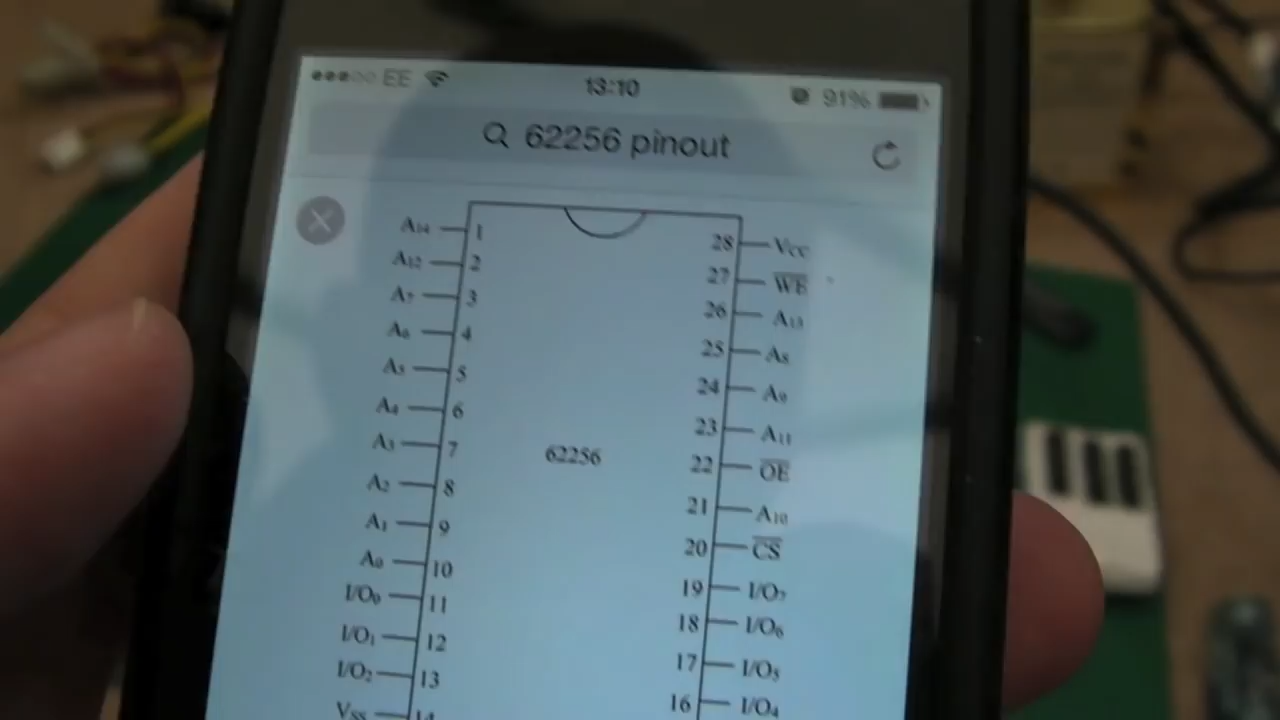 EE 13:10 91%
62256 pinout
A14 1 28 Vcc
A12 2 27 WE
A7 3 26 A13
A6 4 25 A8
A5 5 24 A9
A4 6 23 A11
A3 7 62256 22 OE
A2 8 21 A10
A1 9 20 CS
A0 10 19 I/O7
I/O0 11 18 I/O6
I/O1 12 17 I/O5
I/O2 13 16 I/O4
Vss 14